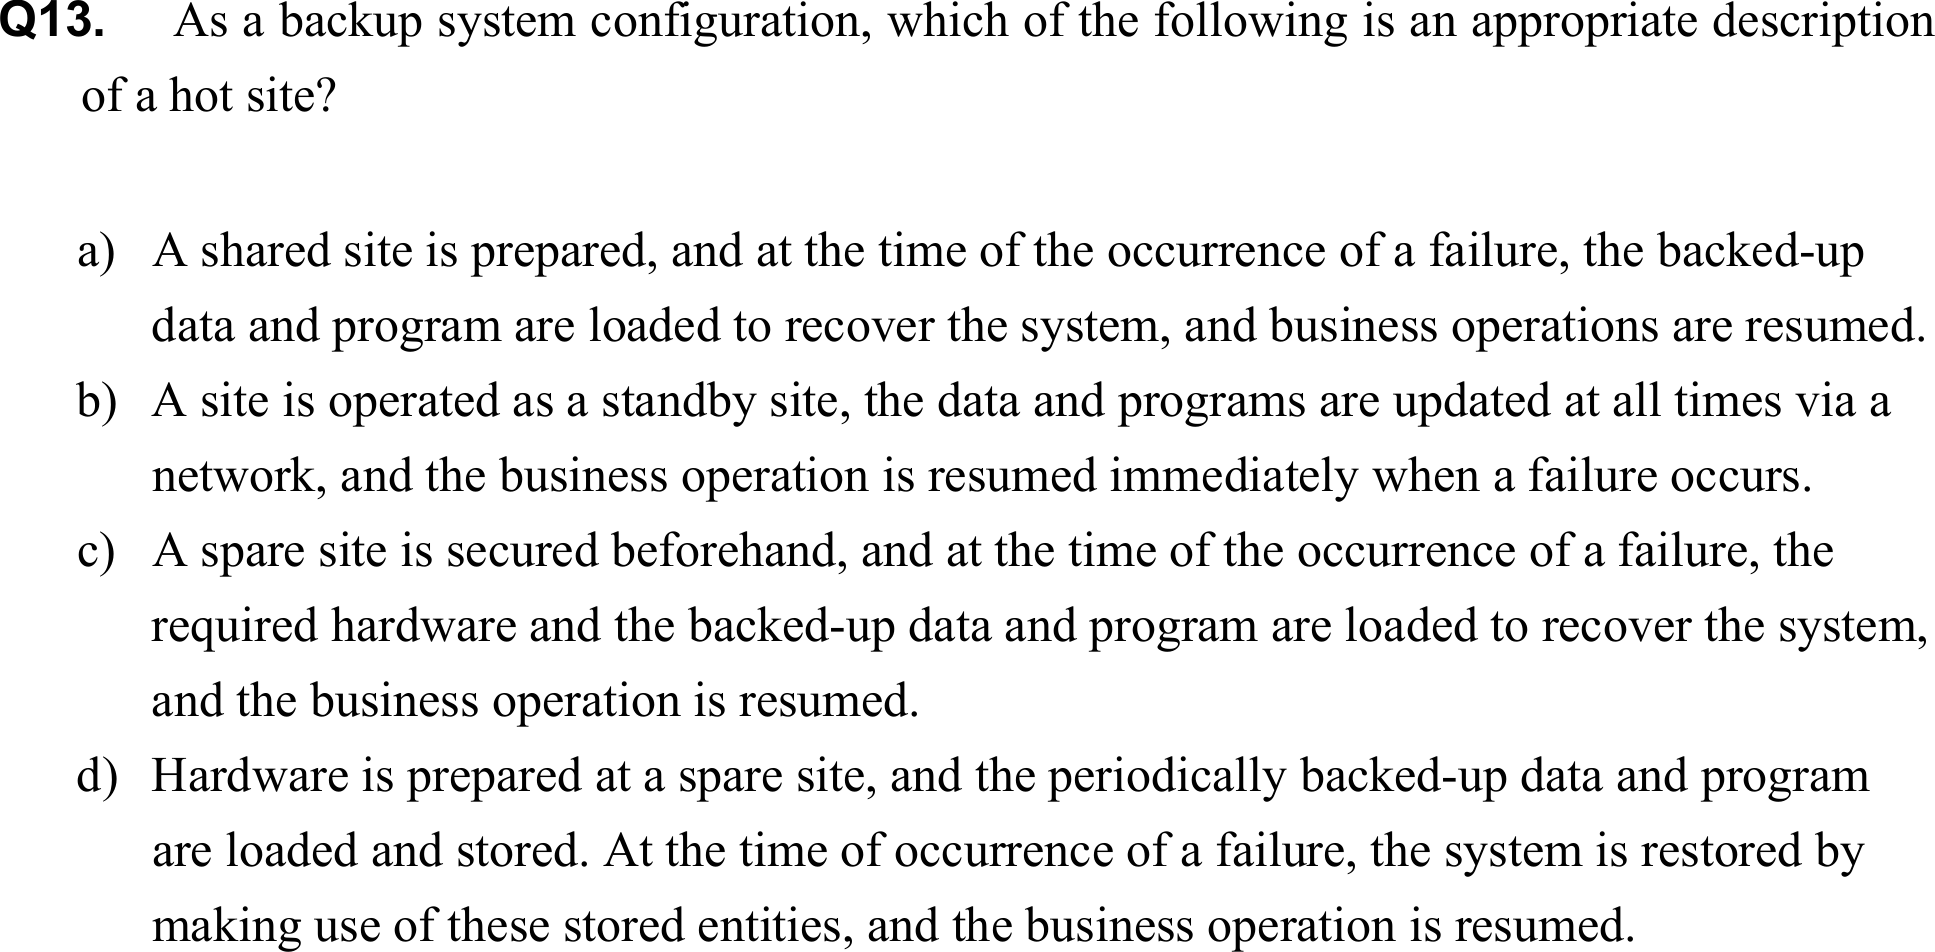 Q13. As a backup system configuration, which of the following is an appropriate description
of a hot site?
a) A shared site is prepared, and at the time of the occurrence of a failure, the backed-up
data and program are loaded to recover the system, and business operations are resumed.
b) A site is operated as a standby site, the data and programs are updated at all times via a
network, and the business operation is resumed immediately when a failure occurs.
c) A spare site is secured beforehand, and at the time of the occurrence of a failure, the
required hardware and the backed-up data and program are loaded to recover the system,
and the business operation is resumed.
d) Hardware is prepared at a spare site, and the periodically backed-up data and program
are loaded and stored. At the time of occurrence of a failure, the system is restored by
making use of these stored entities, and the business operation is resumed.